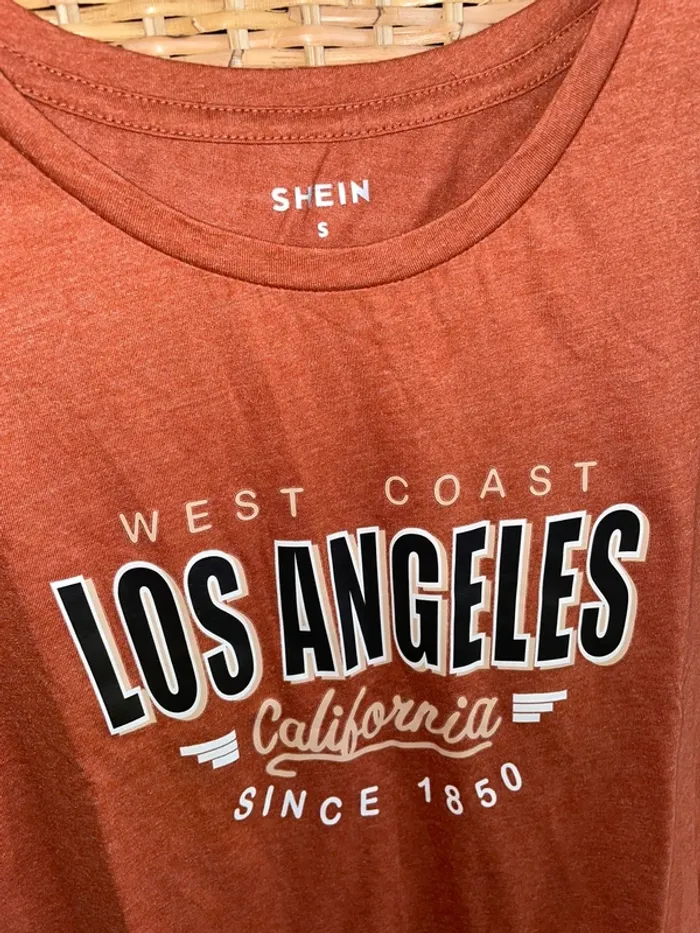 SHEIN
S
WEST COAST
LOS ANGELES
California
SINCE 1850